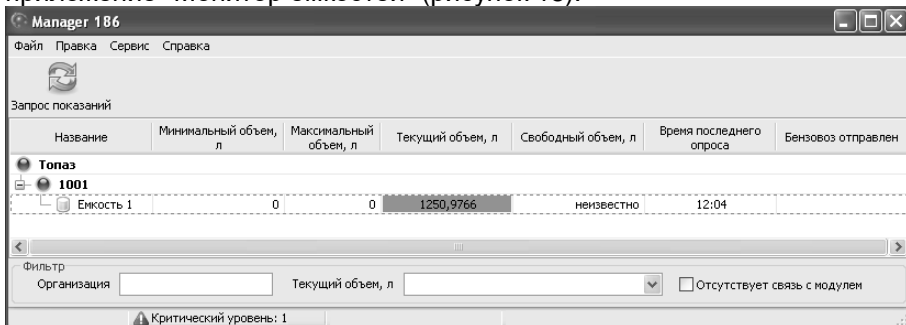 приложение "Монитор емкостей" (рисунок 15).
Manager 186
Файл Правка Сервис Справка
Запрос показаний
Название Минимальный объем, л Максимальный объем, л Текущий объем, л Свободный объем, л Время последнего опроса Бензовоз отправлен
Топаз
1001
Емкость 1 0 0 1250,9766 неизвестно 12:04
Фильтр
Организация Текущий объем, л Отсутствует связь с модулем
Критический уровень: 1